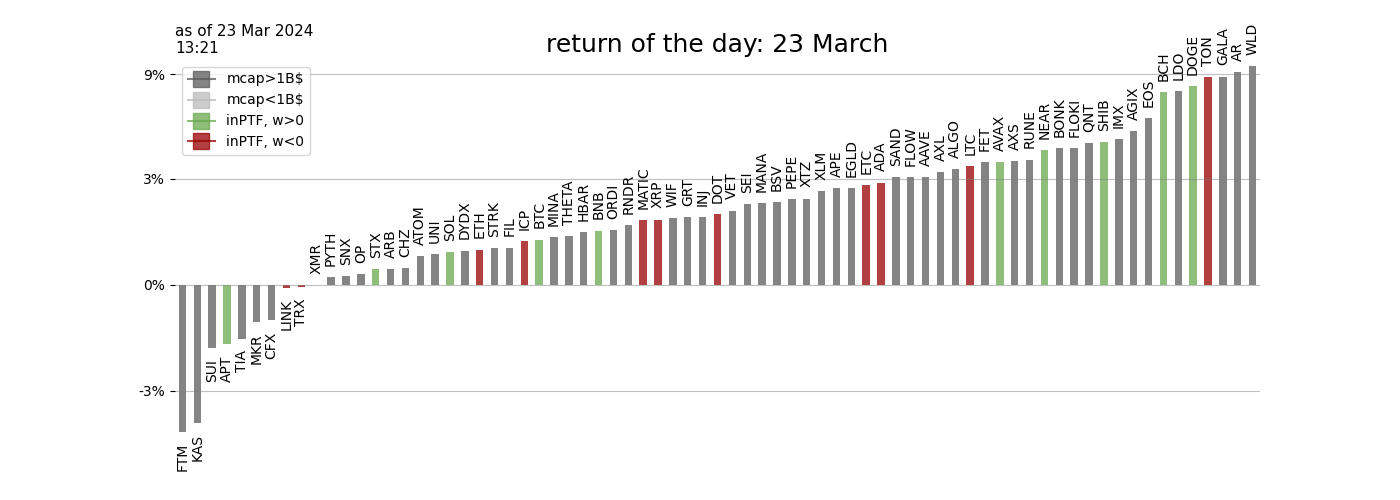 as of 23 Mar 2024
13:21
return of the day: 23 March
mcap>1B$
mcap<1B$
inPTF, w>0
inPTF, w<0
9%
3%
0%
-3%
FTM
KAS
SUI
APT
TIA
MKR
CFX
LINK
TRX
XMR
PYTH
SNX
OP
STX
ARB
CHZ
ATOM
UNI
SOL
DYDX
ETH
STRK
FIL
ICP
BTC
MINA
THETA
HBAR
BNB
ORDI
RNDR
MATIC
XRP
WIF
GRT
INJ
DOT
VET
SEI
MANA
BSV
PEPE
XTZ
XLM
APE
EGLD
ETC
ADA
SAND
FLOW
AAVE
AXL
ALGO
LTC
FET
AVAX
AXS
RUNE
NEAR
BONK
FLOKI
QNT
SHIB
IMX
AGIX
EOS
BCH
LDO
DOGE
TON
GALA
AR
WLD